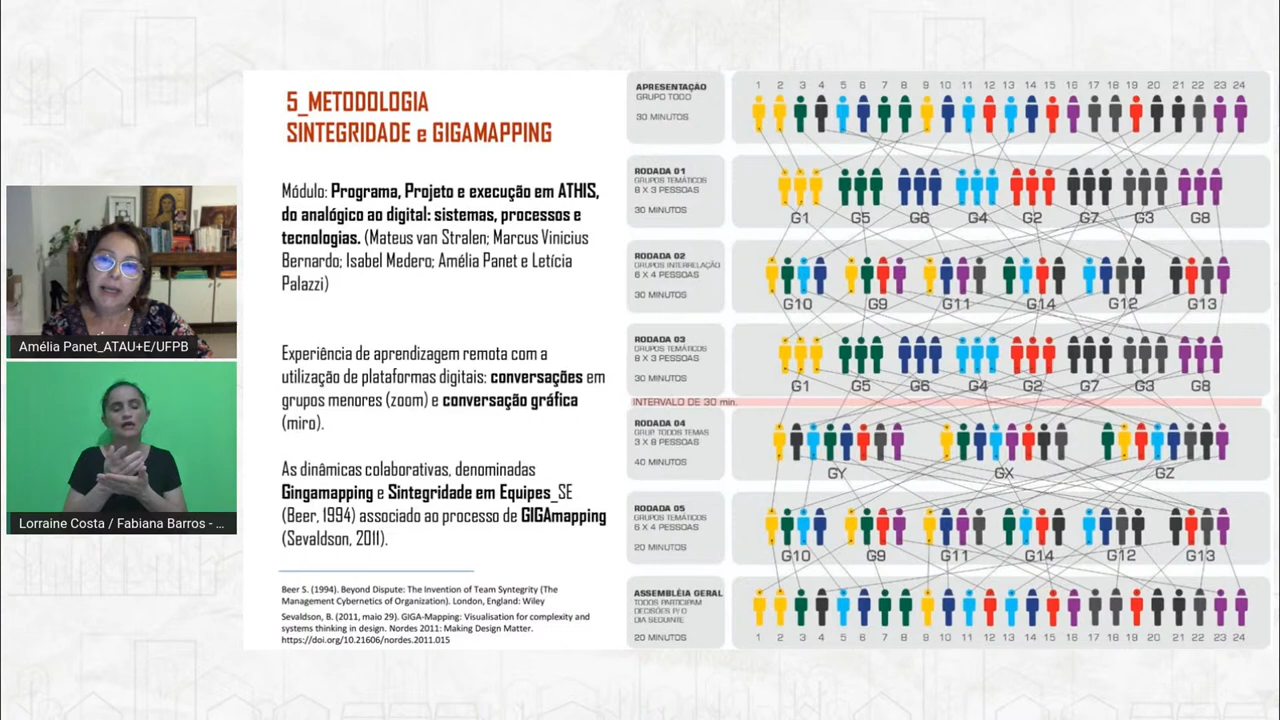 5_METODOLOGIA
SINTEGRIDADE e GIGAMAPPING
Módulo: Programa, Projeto e execução em ATHIS,
do analógico ao digital: sistemas, processos e
tecnologias. (Mateus van Stralen; Marcus Vinicius
Bernardo; Isabel Medero; Amélia Panet e Letícia
Palazzi)
Experiência de aprendizagem remota com a
utilização de plataformas digitais: conversações em
grupos menores (zoom) e conversação gráfica
(miro).
As dinâmicas colaborativas, denominadas
Gingamapping e Sintegridade em Equipes_SE
(Beer, 1994) associado ao processo de GIGAmapping
(Sevaldson, 2011).
Beer S. (1994). Beyond Dispute: The Invention of Team Syntegrity (The
Management Cybernetics of Organization). London, England: Wiley
Sevaldson, B. (2011, maio 29). GIGA-Mapping: Visualisation for complexity and
systems thinking in design. Nordes 2011: Making Design Matter.
https://doi.org/10.21606/nordes.2011.015
APRESENTAÇÃO
GRUPO TODO
30 MINUTOS
1 2 3 4 5 6 7 8 9 10 11 12 13 14 15 16 17 18 19 20 21 22 23 24
RODADA 01
GRUPOS TEMÁTICOS
8 X 3 PESSOAS
30 MINUTOS
G1 G5 G6 G4 G2 G7 G3 G8
RODADA 02
GRUPOS INTERRELAÇÃO
6 X 4 PESSOAS
30 MINUTOS
G10 G9 G11 G14 G12 G13
RODADA 03
GRUPOS TEMÁTICOS
8 X 3 PESSOAS
30 MINUTOS
G1 G5 G6 G4 G2 G7 G3 G8
INTERVALO DE 30 min.
RODADA 04
GRUP TODOS TEMAS
3 X 8 PESSOAS
40 MINUTOS
GY GX GZ
RODADA 05
GRUPOS TEMÁTICOS
6 X 4 PESSOAS
20 MINUTOS
G10 G9 G11 G14 G12 G13
ASSEMBLÉIA GERAL
TODOS PARTICIPAM
DECISÕES P/ O
DIA SEGUINTE
20 MINUTOS
1 2 3 4 5 6 7 8 9 10 11 12 13 14 15 16 17 18 19 20 21 22 23 24
Amélia Panet_ATAU+E/UFPB
Lorraine Costa / Fabiana Barros - ...